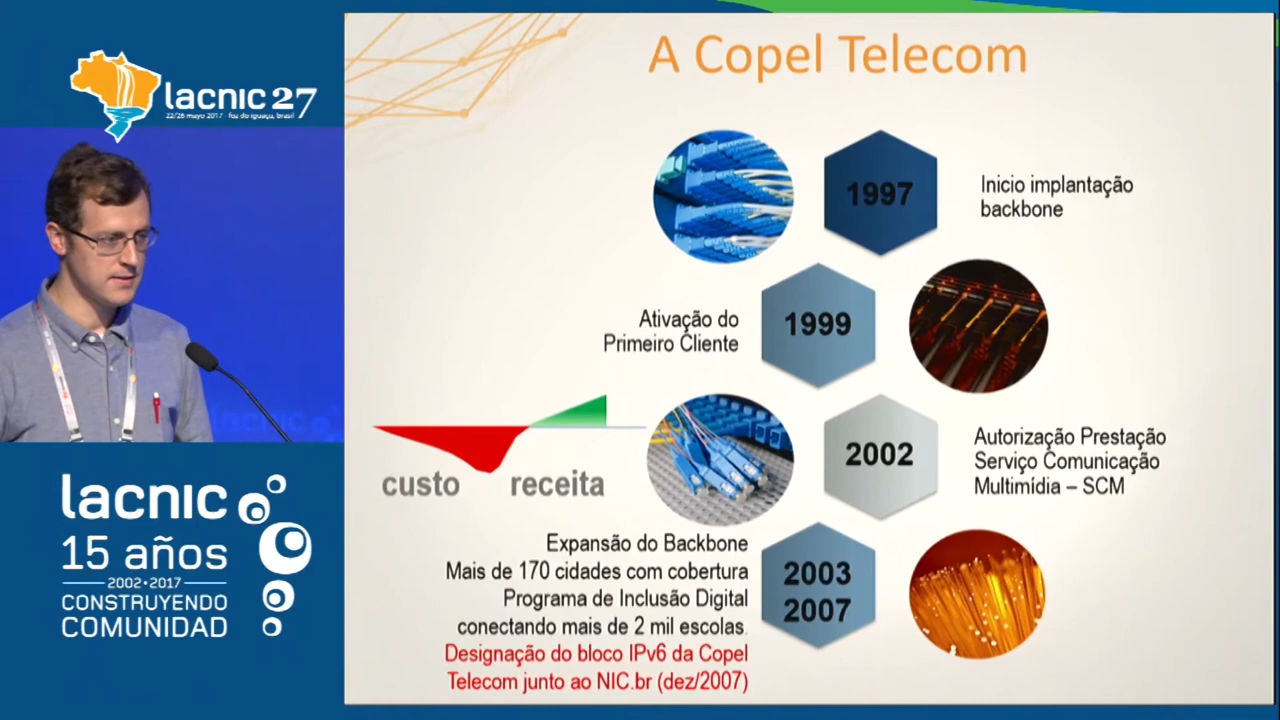 lacnic 27
22/26 mayo 2017 - foz do iguaçu, brasil
lacnic
15 años
2002•2017
CONSTRUYENDO
COMUNIDAD
A Copel Telecom
1997
Inicio implantação
backbone
Ativação do
Primeiro Cliente
1999
custo
receita
2002
Autorização Prestação
Serviço Comunicação
Multimídia – SCM
Expansão do Backbone
Mais de 170 cidades com cobertura
Programa de Inclusão Digital
conectando mais de 2 mil escolas.
Designação do bloco IPv6 da Copel
Telecom junto ao NIC.br (dez/2007)
2003
2007